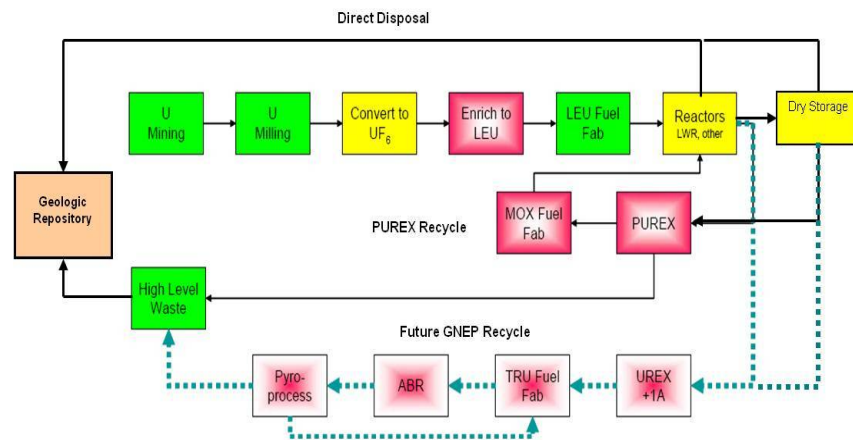 Direct Disposal
U
Mining
U
Milling
Convert to
UF6
Enrich to
LEU
LEU Fuel
Fab
Reactors
LWR, other
Dry Storage
Geologic
Repository
PUREX Recycle
MOX Fuel
Fab
PUREX
High Level
Waste
Future GNEP Recycle
Pyro-
process
ABR
TRU Fuel
Fab
UREX
+1A